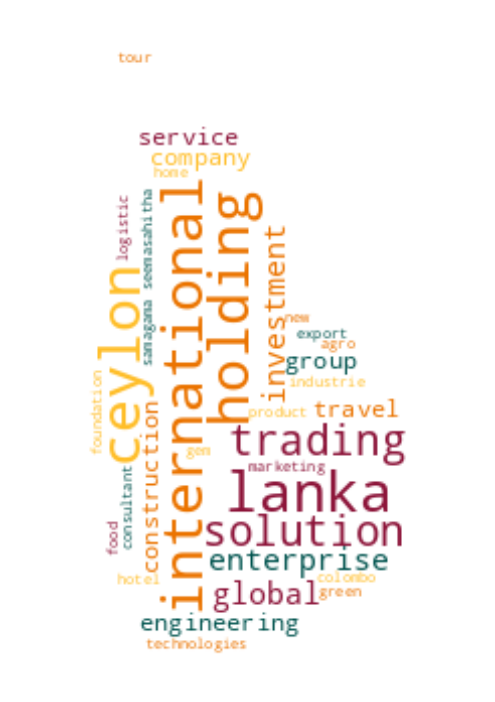 tour
service
company
home
logistic
seemasahitha
international
holding
investment
ceylon
samagama
new
export
agro
group
industrie
foundation
construction
product
travel
trading
gem
marketing
consultant
lanka
food
solution
enterprise
hotel
colombo
global
green
engineering
technologies